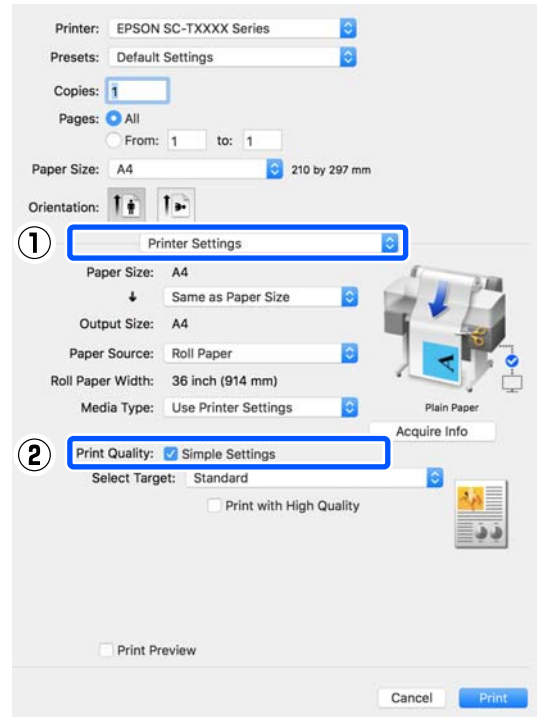 Printer: EPSON SC-TXXXX Series
Presets: Default Settings
Copies: 1
Pages: All
From: 1 to: 1
Paper Size: A4 210 by 297 mm
Orientation:
1 Printer Settings
Paper Size: A4
Same as Paper Size
Output Size: A4
Paper Source: Roll Paper
Roll Paper Width: 36 inch (914 mm)
Media Type: Use Printer Settings
Plain Paper
Acquire Info
2 Print Quality: Simple Settings
Select Target: Standard
Print with High Quality
Print Preview
Cancel Print